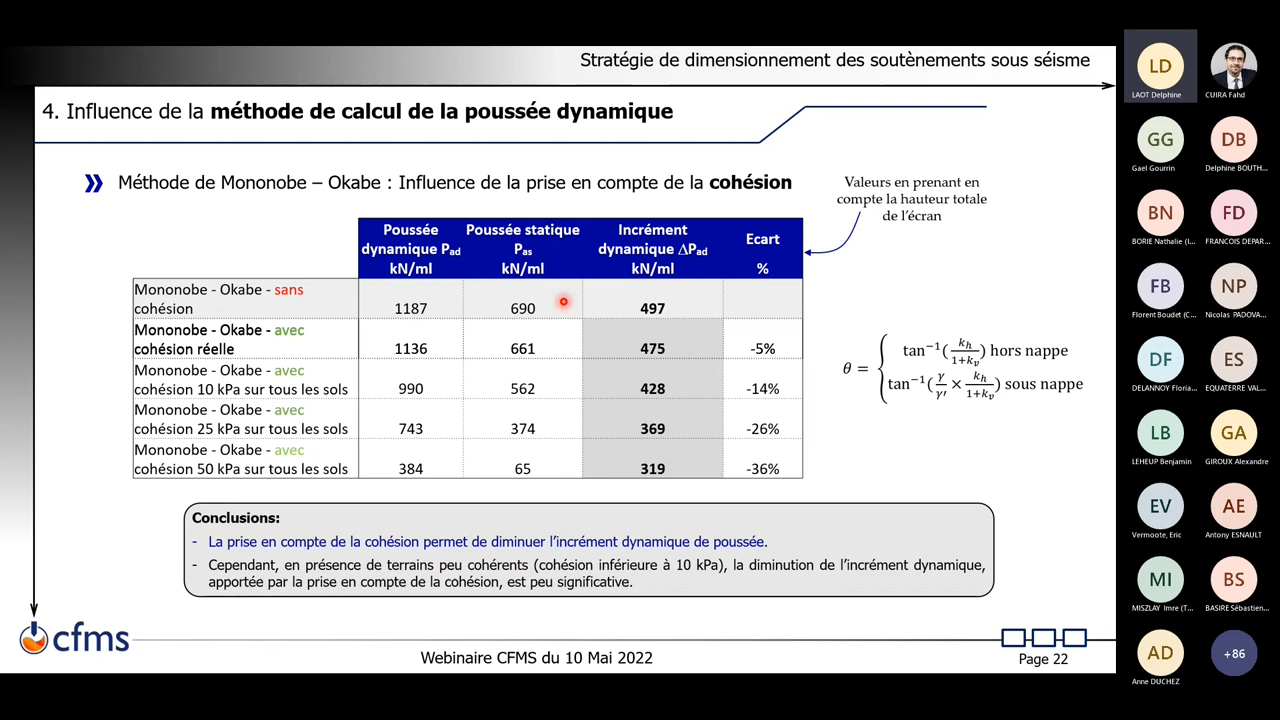 Stratégie de dimensionnement des soutènements sous séisme
4. Influence de la méthode de calcul de la poussée dynamique
Méthode de Mononobe – Okabe : Influence de la prise en compte de la cohésion
Valeurs en prenant en
compte la hauteur totale
de l'écran
Poussée dynamique Pad kN/ml
Poussée statique Pas kN/ml
Incrément dynamique ΔPad kN/ml
Ecart %
Mononobe - Okabe - sans
cohésion 1187 690 497
Mononobe - Okabe - avec
cohésion réelle 1136 661 475 -5%
Mononobe - Okabe - avec
cohésion 10 kPa sur tous les sols 990 562 428 -14%
Mononobe - Okabe - avec
cohésion 25 kPa sur tous les sols 743 374 369 -26%
Mononobe - Okabe - avec
cohésion 50 kPa sur tous les sols 384 65 319 -36%
θ = { tan⁻¹(kh/(1+kv)) hors nappe
tan⁻¹(γ/γ' × kh/(1+kv)) sous nappe
Conclusions:
- La prise en compte de la cohésion permet de diminuer l'incrément dynamique de poussée.
- Cependant, en présence de terrains peu cohérents (cohésion inférieure à 10 kPa), la diminution de l'incrément dynamique,
apportée par la prise en compte de la cohésion, est peu significative.
cfms
Webinaire CFMS du 10 Mai 2022
Page 22
LD
LAOT Delphine
CUIRA Fahd
GG
Gael Gourrin
DB
Delphine BOUTH...
BN
BORIE Nathalie (I...
FD
FRANCOIS DEPAR...
FB
Florent Boudet (C...
NP
Nicolas PADOVA...
DF
DELANNOY Floria...
ES
EQUATERRE VAL...
LB
LEHEUP Benjamin
GA
GIROUX Alexandre
EV
Vermoote, Eric
AE
Antony ESNAULT
MI
MISZLAY Imre (T...
BS
BASIRE Sébastien...
AD
Anne DUCHEZ
+86